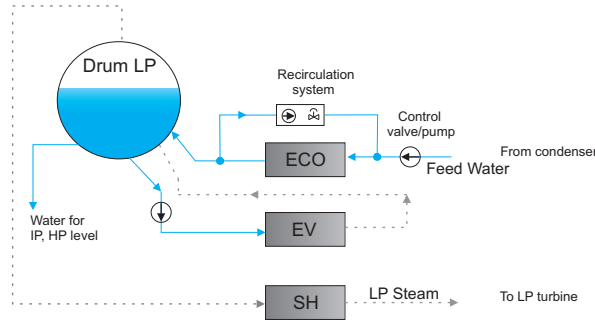 Drum LP
Recirculation
system
Control
valve/pump
ECO
From condenser
Feed Water
Water for
IP, HP level
EV
SH
LP Steam
To LP turbine